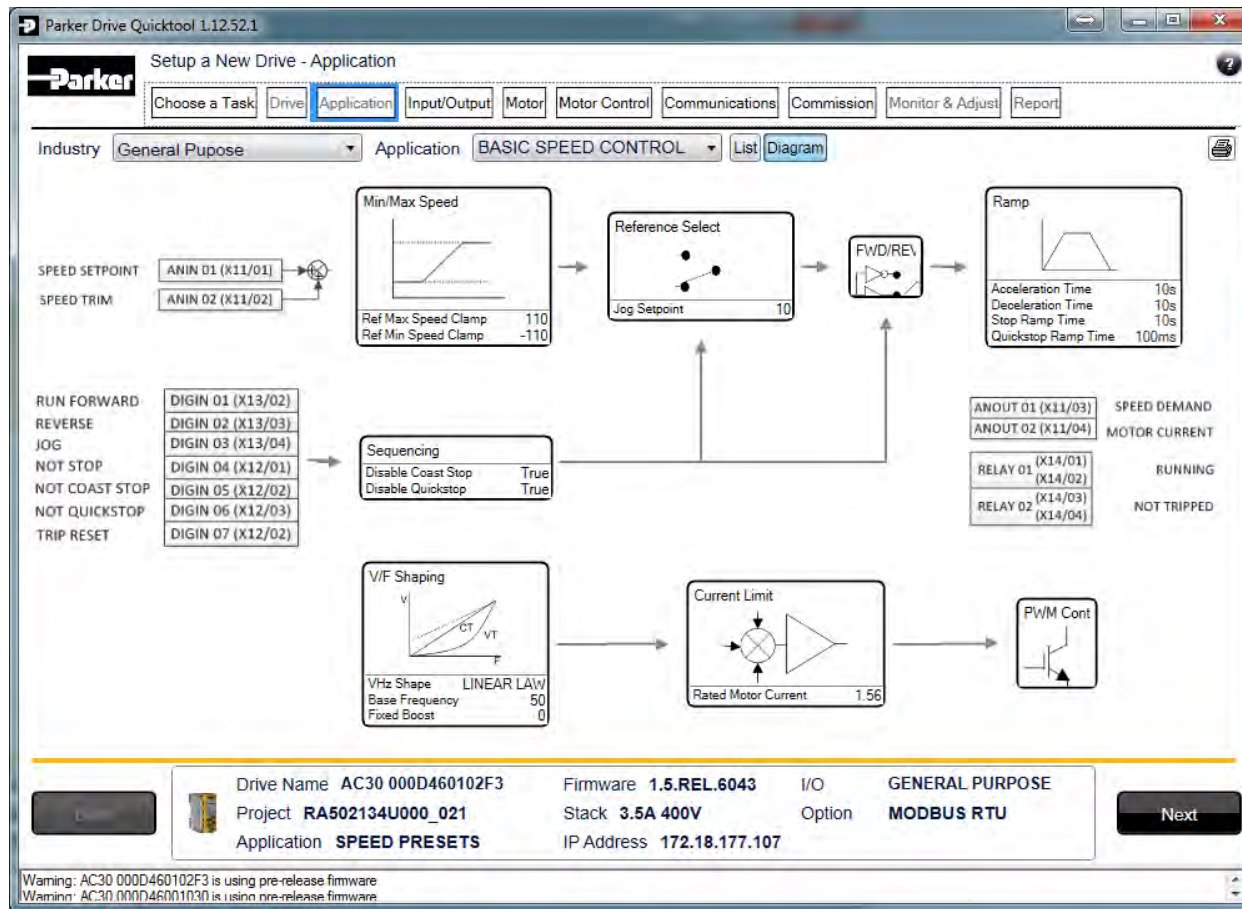 Parker Drive Quicktool 1.12.52.1
Parker
Setup a New Drive - Application
?
Choose a Task Drive Application Input/Output Motor Motor Control Communications Commission Monitor & Adjust Report
Industry General Pupose Application BASIC SPEED CONTROL List Diagram
SPEED SETPOINT ANIN 01 (X11/01)
SPEED TRIM ANIN 02 (X11/02)
Min/Max Speed
Ref Max Speed Clamp 110
Ref Min Speed Clamp -110
Reference Select
Jog Setpoint 10
FWD/REV
Ramp
Acceleration Time 10s
Deceleration Time 10s
Stop Ramp Time 10s
Quickstop Ramp Time 100ms
RUN FORWARD DIGIN 01 (X13/02)
REVERSE DIGIN 02 (X13/03)
JOG DIGIN 03 (X13/04)
NOT STOP DIGIN 04 (X12/01)
NOT COAST STOP DIGIN 05 (X12/02)
NOT QUICKSTOP DIGIN 06 (X12/03)
TRIP RESET DIGIN 07 (X12/02)
Sequencing
Disable Coast Stop True
Disable Quickstop True
ANOUT 01 (X11/03) SPEED DEMAND
ANOUT 02 (X11/04) MOTOR CURRENT
RELAY 01 (X14/01) (X14/02) RUNNING
RELAY 02 (X14/03) (X14/04) NOT TRIPPED
V/F Shaping
V
CT
VT
F
VHz Shape LINEAR LAW
Base Frequency 50
Fixed Boost 0
Current Limit
Rated Motor Current 1.56
PWM Cont
Drive Name AC30 000D460102F3 Firmware 1.5.REL.6043 I/O GENERAL PURPOSE
Project RA502134U000_021 Stack 3.5A 400V Option MODBUS RTU
Application SPEED PRESETS IP Address 172.18.177.107
Next
Warning: AC30 000D460102F3 is using pre-release firmware
Warning: AC30 000D46001030 is using pre-release firmware